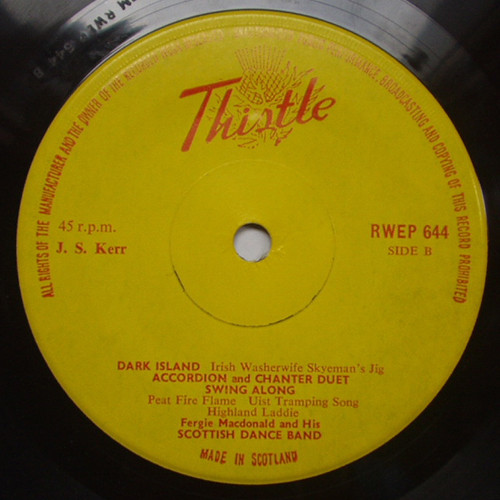 Thistle
ALL RIGHTS OF THE MANUFACTURER AND THE OWNER OF THE RECORDED
BROADCASTING AND COPYING OF THIS RECORD PROHIBITED
45 r.p.m.
J. S. Kerr
RWEP 644
SIDE B
DARK ISLAND Irish Washerwife Skyeman's Jig
ACCORDION and CHANTER DUET
SWING ALONG
Peat Fire Flame Uist Tramping Song
Highland Laddie
Fergie Macdonald and His
SCOTTISH DANCE BAND
MADE IN SCOTLAND